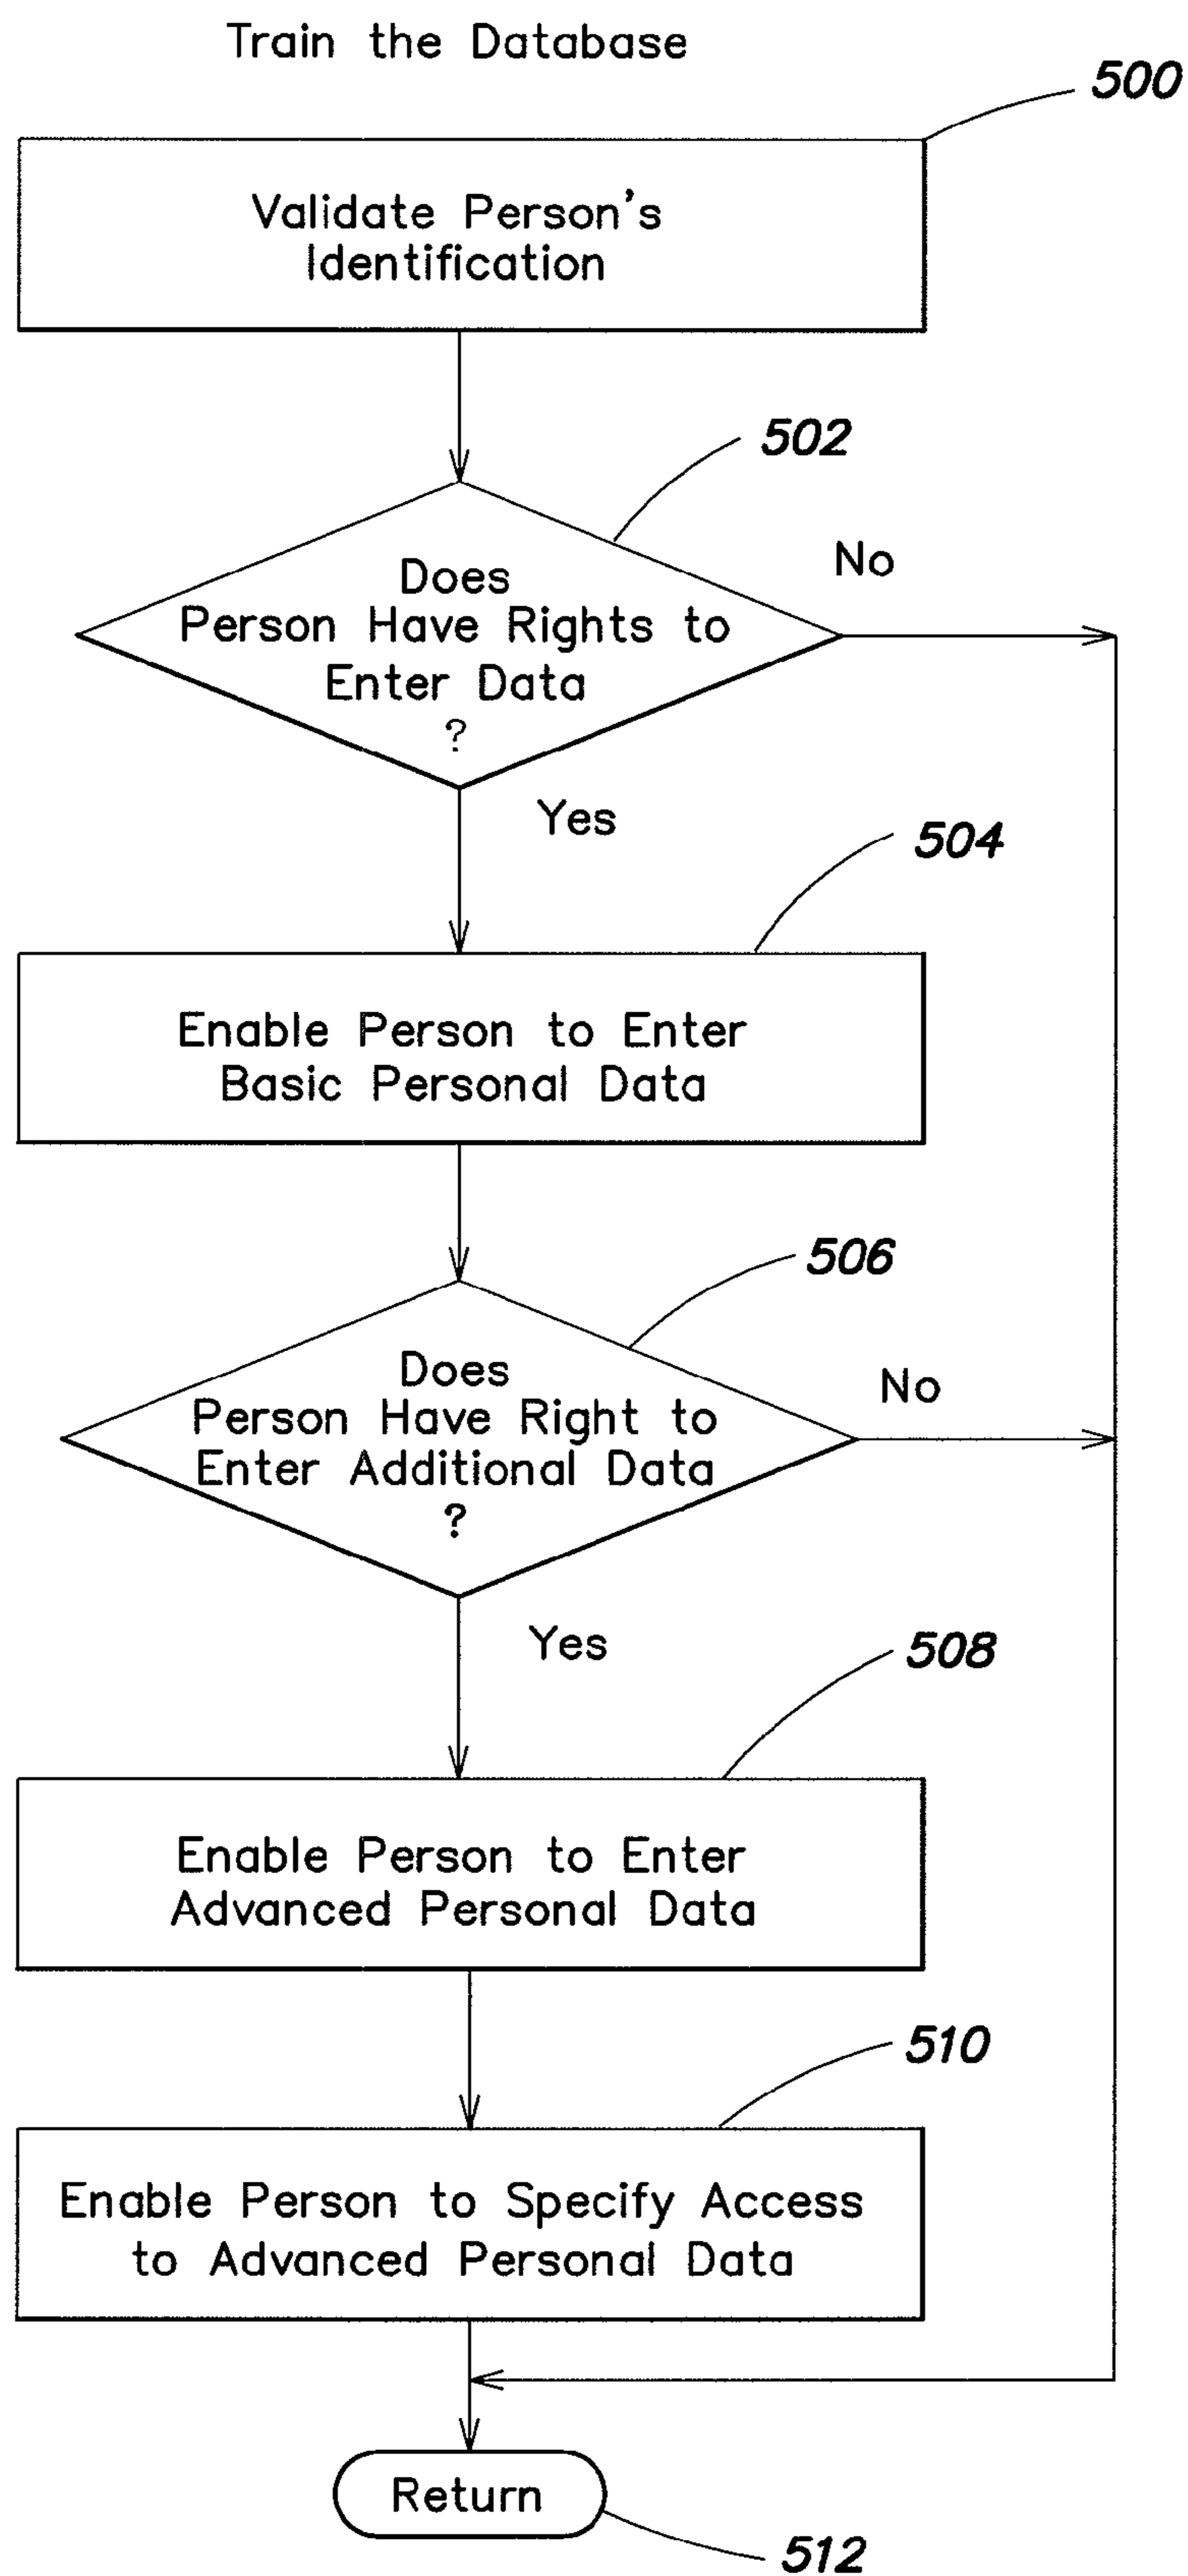 Train the Database
500
Validate Person's
Identification
502
Does
Person Have Rights to
Enter Data
?
No
Yes
504
Enable Person to Enter
Basic Personal Data
506
Does
Person Have Right to
Enter Additional Data
?
No
Yes
508
Enable Person to Enter
Advanced Personal Data
510
Enable Person to Specify Access
to Advanced Personal Data
Return
512